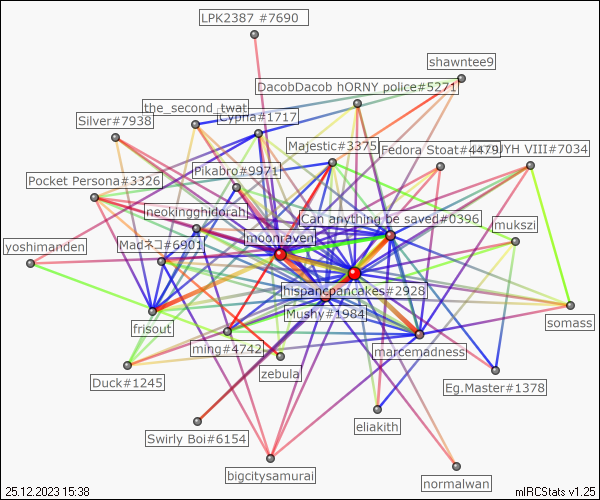 LPK2387 #7690
shawntee9
DacobDacob hORNY police#5271
the_second_twat
Cypria#1717
Silver#7938
Majestic#3375
Fedora Stoat#4479
JYH VIII#7034
Pikabro#9971
Pocket Persona#3326
neokingghidorah
Can anything be saved#0396
mukszi
moonraven
Madネコ#6901
yoshimanden
hispancpancakes#2928
Mushy#1984
somass
frisout
ming#4742
marcemadness
zebula
Duck#1245
Eg.Master#1378
eliakith
Swirly Boi#6154
bigcitysamurai
normalwan
25.12.2023 15:38
mIRCStats v1.25